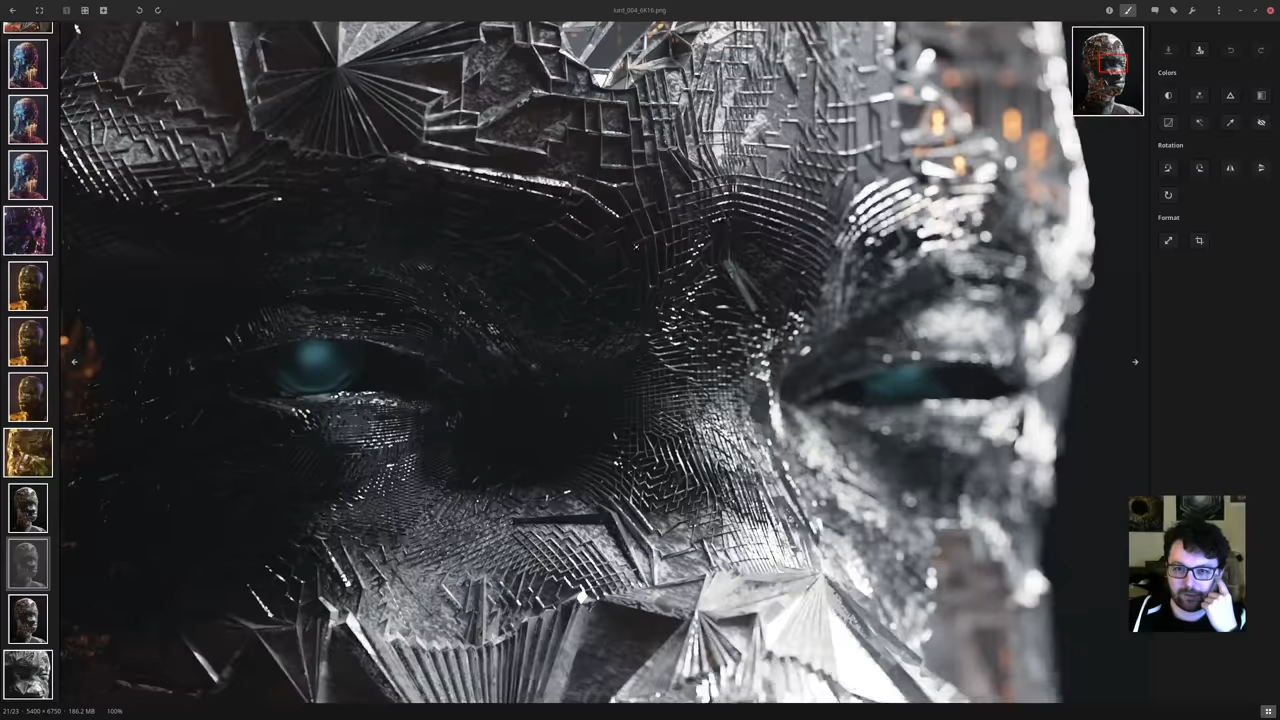 lurd_004_6K16.png
Colors
Rotation
Format
21/23 · 5400 × 6750 · 186.2 MB 100%